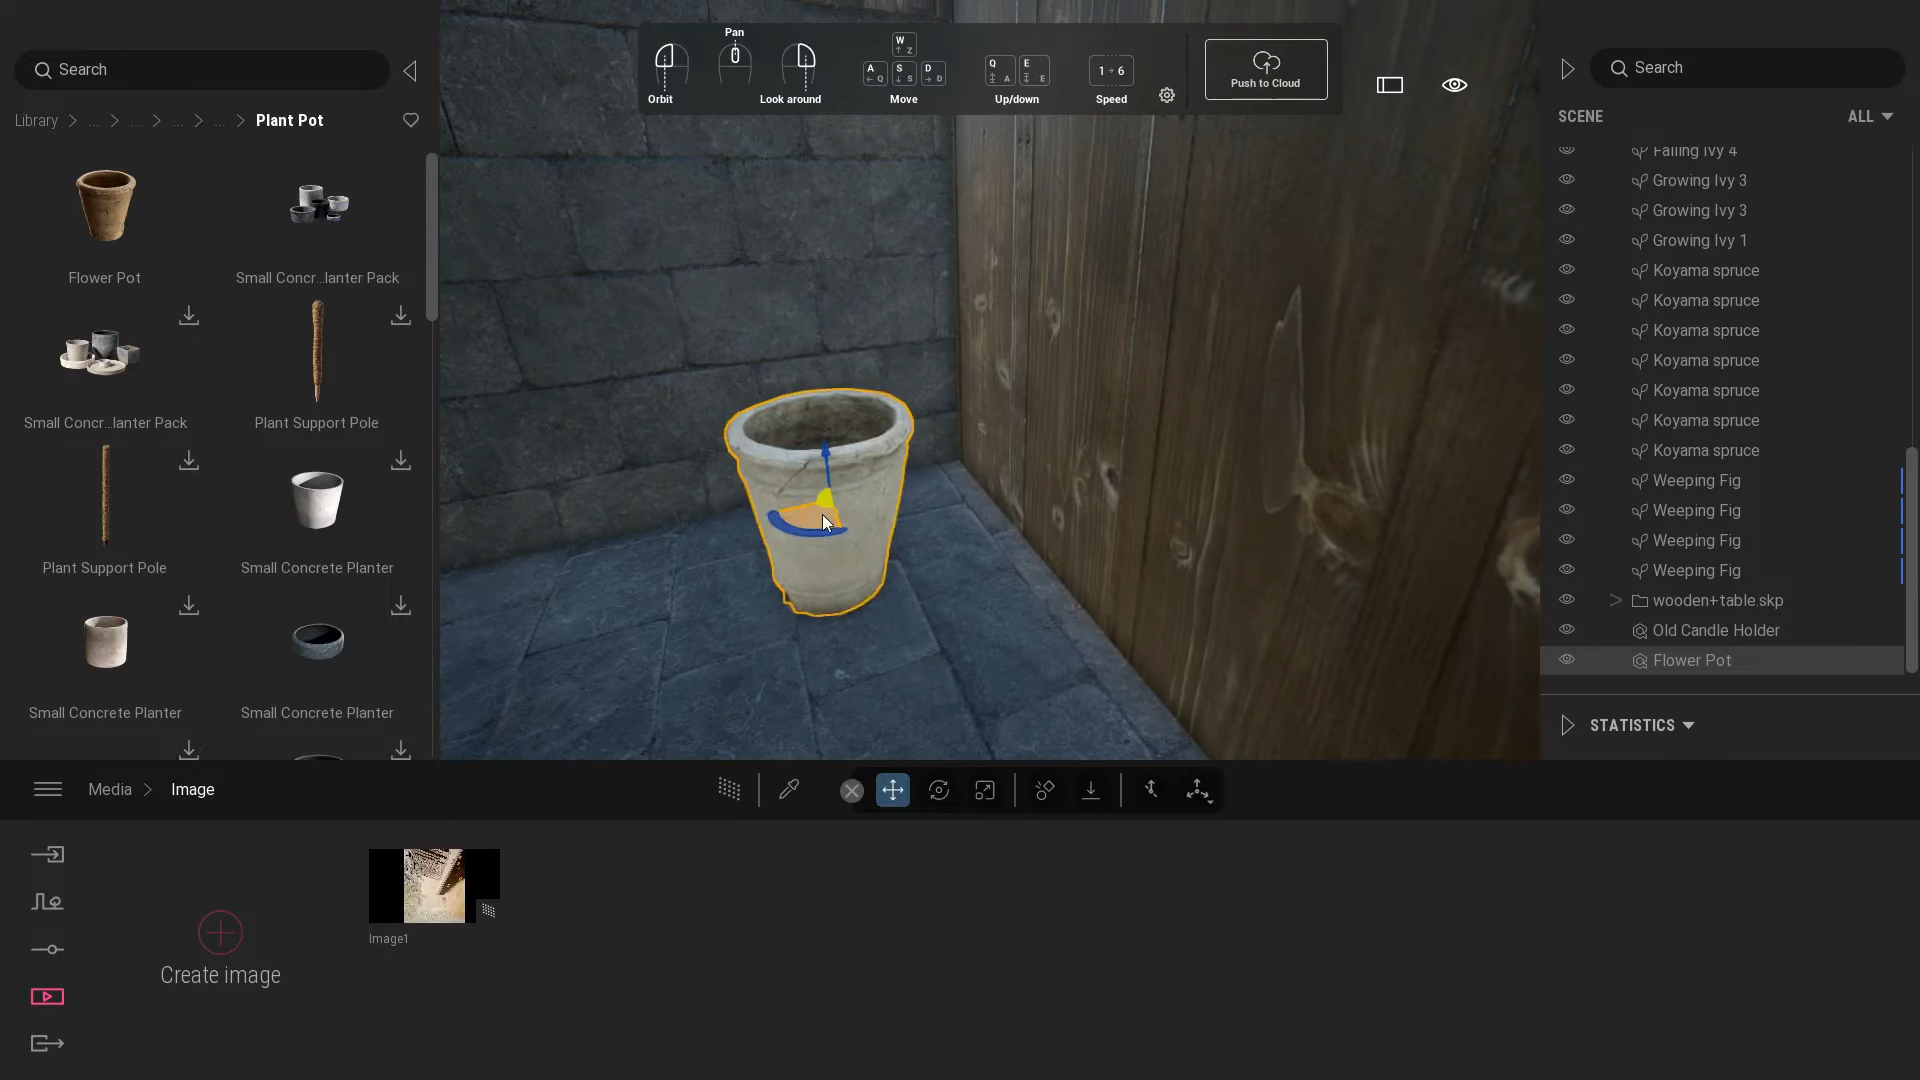 Search
Library > ... > ... > ... > ... > Plant Pot
Flower Pot
Small Concr...lanter Pack
Small Concr...lanter Pack
Plant Support Pole
Plant Support Pole
Small Concrete Planter
Small Concrete Planter
Small Concrete Planter
Pan
Orbit
Look around
W
Z
A
Q
S
S
D
D
Move
Q
A
E
E
Up/down
1 → 6
Speed
Push to Cloud
Search
SCENE
ALL
Falling Ivy 4
Growing Ivy 3
Growing Ivy 3
Growing Ivy 1
Koyama spruce
Koyama spruce
Koyama spruce
Koyama spruce
Koyama spruce
Koyama spruce
Koyama spruce
Weeping Fig
Weeping Fig
Weeping Fig
Weeping Fig
> wooden+table.skp
Old Candle Holder
Flower Pot
STATISTICS
Media > Image
Create image
Image1